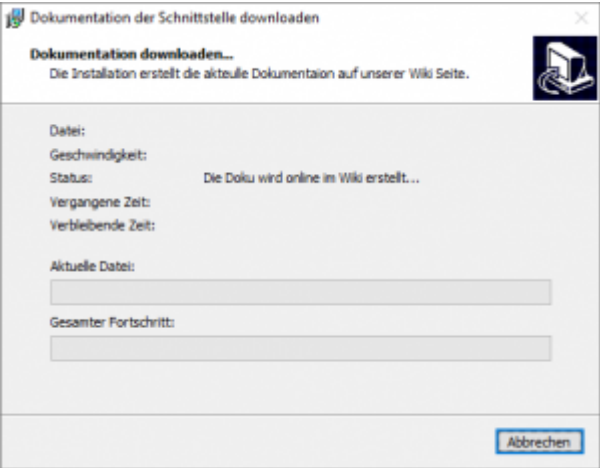 Dokumentation der Schnittstelle downloaden
Dokumentation downloaden...
Die Installation erstellt die akteulle Dokumentaion auf unserer Wiki Seite.
Datei:
Geschwindigkeit:
Status: Die Doku wird online im Wiki erstellt...
Vergangene Zeit:
Verbleibende Zeit:
Aktuelle Datei:
Gesamter Fortschritt:
Abbrechen